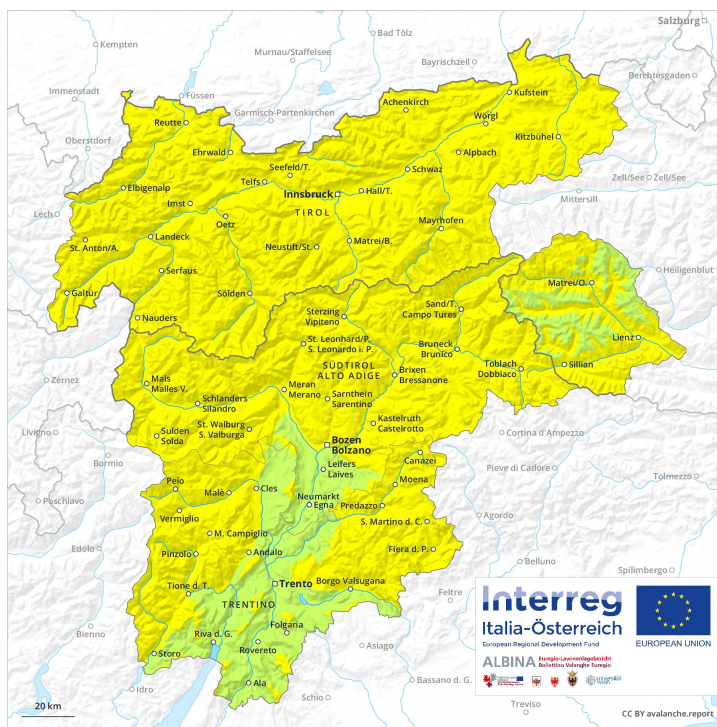 Salzburg
Kempten
Bad Tölz
Murnau/Staffelsee
Bayrischzell
Berchtesgaden
Immenstadt
Füssen
Garmisch-Partenkirchen
Achenkirch
Kufstein
Reutte
Wörgl
Oberstdorf
Ehrwald
Kitzbühel
Alpbach
Seefeld/T.
Schwaz
Telfs
Zell/See
Zell/See
Elbigenalp
Innsbruck
Hall/T.
Mittersill
Imst
TIROL
Lech
Oetz
Mayrhofen
Landeck
St. Anton/A.
Neustift/St.
Matrei/B.
Serfaus
Heiligenblut
Galtür
Sölden
Matrei/O.
Nauders
Sterzing
Vipiteno
Sand/T.
Campo Tures
St. Leonhard/P.
S. Leonardo i. P.
Bruneck
Brunico
Lienz
SÜDTIROL
ALTO ADIGE
Brixen
Bressanone
Toblach
Dobbiaco
Sillian
Zernez
Mals
Malles V.
Meran
Merano
Schlanders
Silandro
Sarnthein
Sarentino
Kastelruth
Castelrotto
St. Walburg
S. Valburga
Livigno
Sulden
Solda
Bozen
Bolzano
Cortina d'Ampezzo
Bormio
Canazei
Leifers
Laives
Pieve di Cadore
Tolmezzo
Peio
Moena
Poschiavo
Malè
Cles
Neumarkt
Egna
Predazzo
Vermiglio
Agordo
S. Martino d. C.
M. Campiglio
Edolo
Pinzolo
Andalo
Fiera d. P.
Belluno
Trento
Borgo Valsugana
Spilimbergo
Tione d. T.
Feltre
TRENTINO
Folgaria
Bienno
Riva d. G.
Rovereto
Asiago
Storo
Idro
Ala
Schio
Bassano d. G.
Treviso
Interreg
Italia-Österreich
European Regional Development Fund
EUROPEAN UNION
ALBINA
Euregio-Lawinenlagebericht
Bollettino Valanghe Euregio
20 km
CC BY avalanche.report